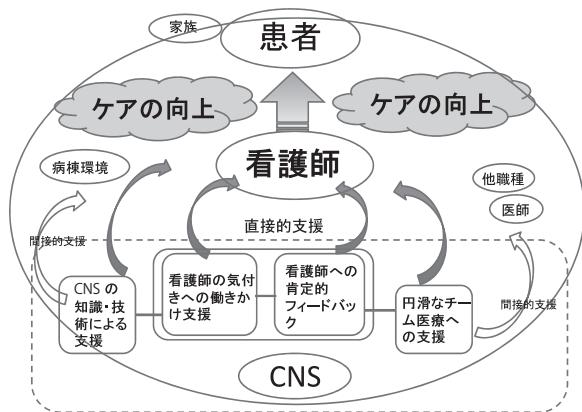 家族
患者
ケアの向上
ケアの向上
看護師
病棟環境
他職種
医師
直接的支援
間接的支援
間接的支援
CNS の
知識・技
術による
支援
看護師の気付
きへの働きか
け支援
看護師への
肯定的
フィードバ
ック
円滑なチー
ム医療へ
の支援
CNS